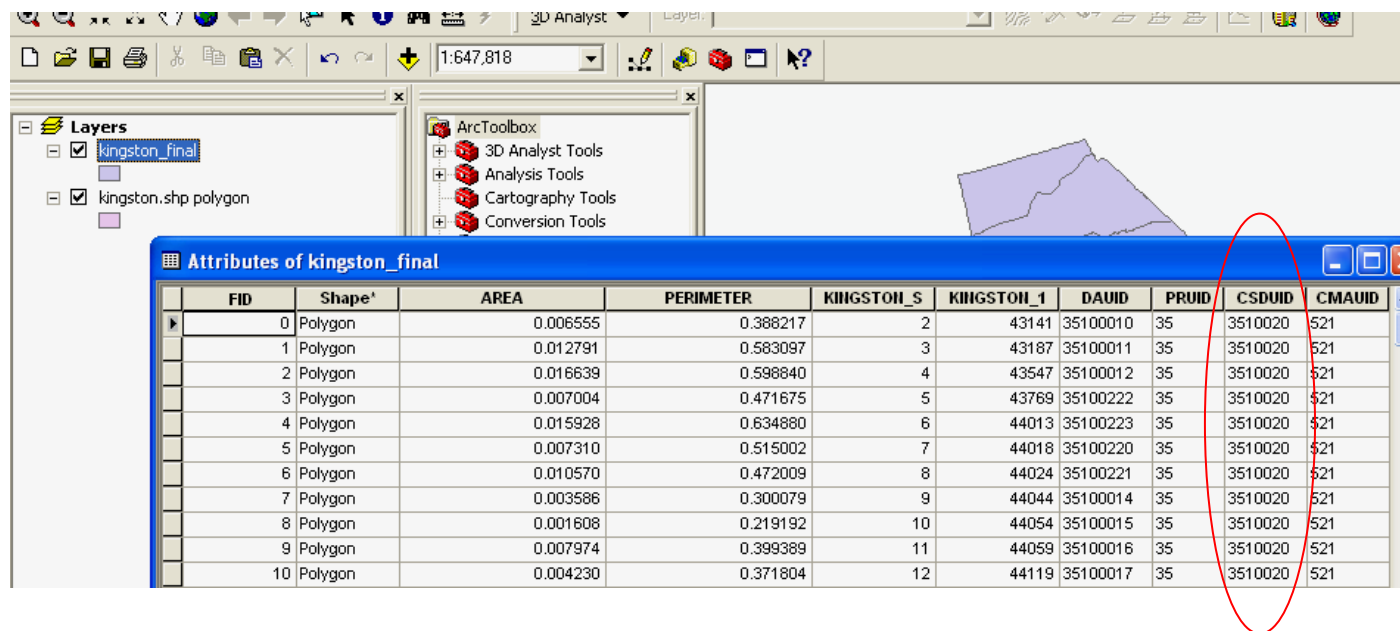 3D Analyst Layer:
1:647,818
Layers
kingston_final
kingston.shp polygon
ArcToolbox
3D Analyst Tools
Analysis Tools
Cartography Tools
Conversion Tools
Attributes of kingston_final
FID Shape* AREA PERIMETER KINGSTON_S KINGSTON_1 DAUID PRUID CSDUID CMAUID
0 Polygon 0.006555 0.388217 2 43141 35100010 35 3510020 521
1 Polygon 0.012791 0.583097 3 43187 35100011 35 3510020 521
2 Polygon 0.016639 0.598840 4 43547 35100012 35 3510020 521
3 Polygon 0.007004 0.471675 5 43769 35100222 35 3510020 521
4 Polygon 0.015928 0.634880 6 44013 35100223 35 3510020 521
5 Polygon 0.007310 0.515002 7 44018 35100220 35 3510020 521
6 Polygon 0.010570 0.472009 8 44024 35100221 35 3510020 521
7 Polygon 0.003586 0.300079 9 44044 35100014 35 3510020 521
8 Polygon 0.001608 0.219192 10 44054 35100015 35 3510020 521
9 Polygon 0.007974 0.399389 11 44059 35100016 35 3510020 521
10 Polygon 0.004230 0.371804 12 44119 35100017 35 3510020 521